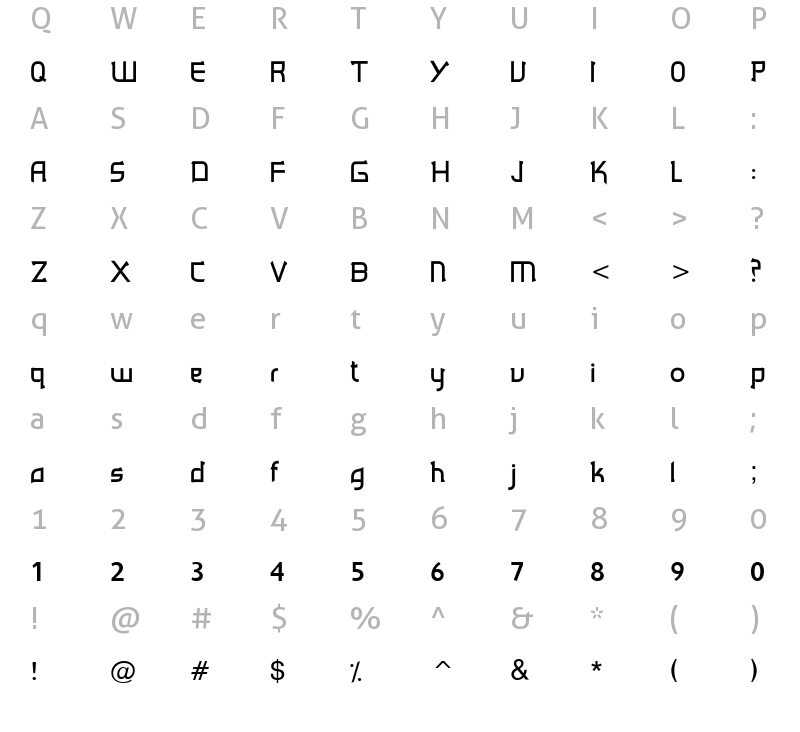 Q W E R T Y U I O P
Q W E R T Y U I O P
A S D F G H J K L :
A S D F G H J K L :
Z X C V B N M < > ?
Z X C V B N M < > ?
q w e r t y u i o p
q w e r t y u i o p
a s d f g h j k l ;
a s d f g h j k l ;
1 2 3 4 5 6 7 8 9 0
1 2 3 4 5 6 7 8 9 0
! @ # $ % ^ & * ( )
! @ # $ % ^ & * ( )